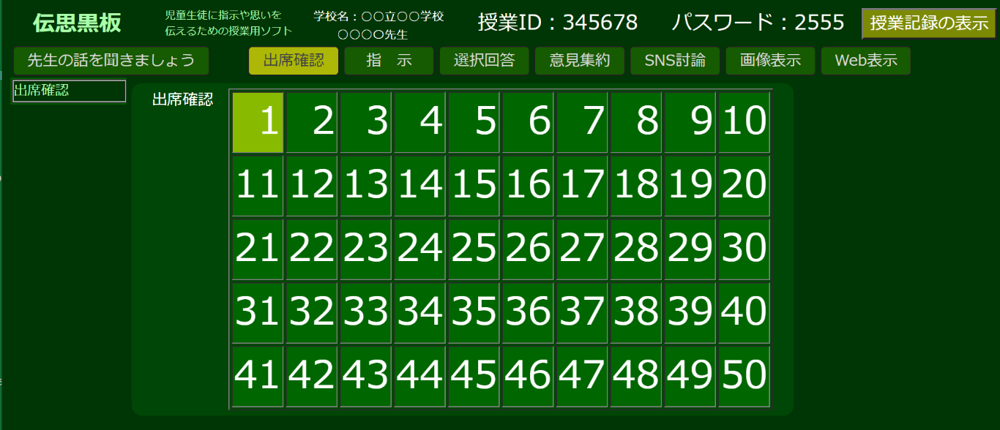 伝思黒板
児童生徒に指示や思いを
伝えるための授業用ソフト
学校名：〇〇立〇〇学校
〇〇〇〇先生
授業ID：345678
パスワード：2555
授業記録の表示
先生の話を聞きましょう
出席確認
指　示
選択回答
意見集約
SNS討論
画像表示
Web表示
出席確認
出席確認
1 2 3 4 5 6 7 8 9 10
11 12 13 14 15 16 17 18 19 20
21 22 23 24 25 26 27 28 29 30
31 32 33 34 35 36 37 38 39 40
41 42 43 44 45 46 47 48 49 50